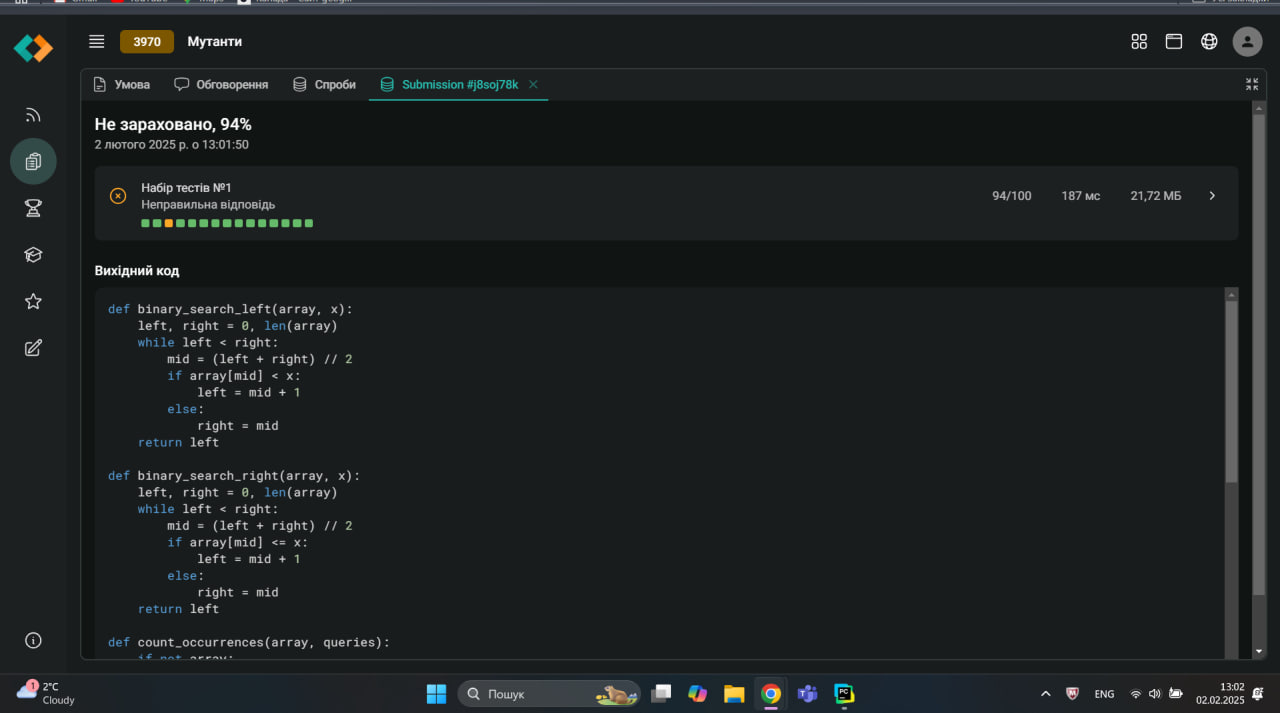 3970 Мутанти
Умова Обговорення Спроби Submission #j8soj78k
Не зараховано, 94%
2 лютого 2025 р. о 13:01:50
Набір тестів №1
Неправильна відповідь
94/100 187 мс 21,72 МБ
Вихідний код
def binary_search_left(array, x):
    left, right = 0, len(array)
    while left < right:
        mid = (left + right) // 2
        if array[mid] < x:
            left = mid + 1
        else:
            right = mid
    return left
def binary_search_right(array, x):
    left, right = 0, len(array)
    while left < right:
        mid = (left + right) // 2
        if array[mid] <= x:
            left = mid + 1
        else:
            right = mid
    return left
def count_occurrences(array, queries):
    if not array:
1
2°C
Cloudy
Пошук
PC
ENG
13:02
02.02.2025